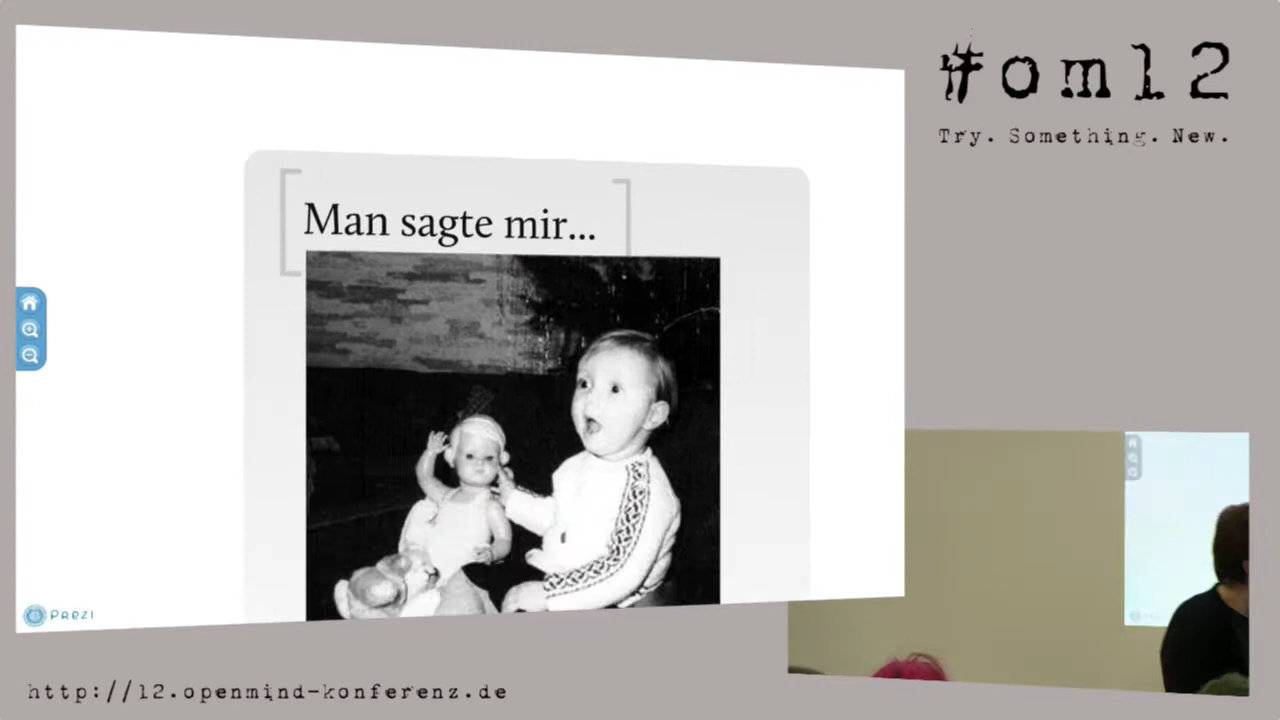 #om12
Try. Something. New.
Man sagte mir...
Prezi
http://12.openmind-konferenz.de